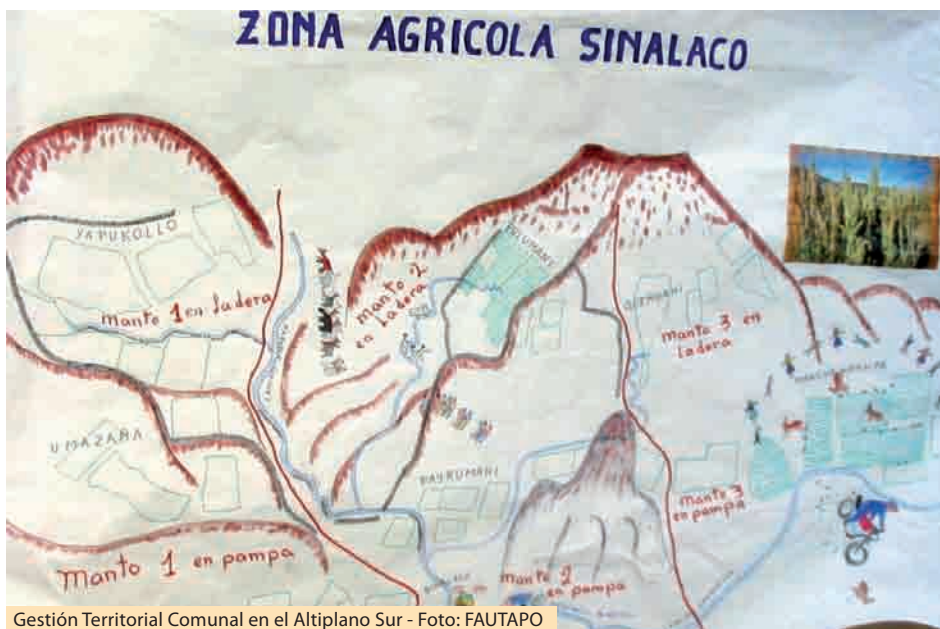 ZONA AGRICOLA SINALACO
YAPUKOLLO
manto 1 en ladera
manto 2
en ladera
manto 3 en
ladera
UMAZAÑA
PAYRUMANI
manto 3
en pampa
Manto 1 en pampa
manto 2
en pampa
Gestión Territorial Comunal en el Altiplano Sur - Foto: FAUTAPO